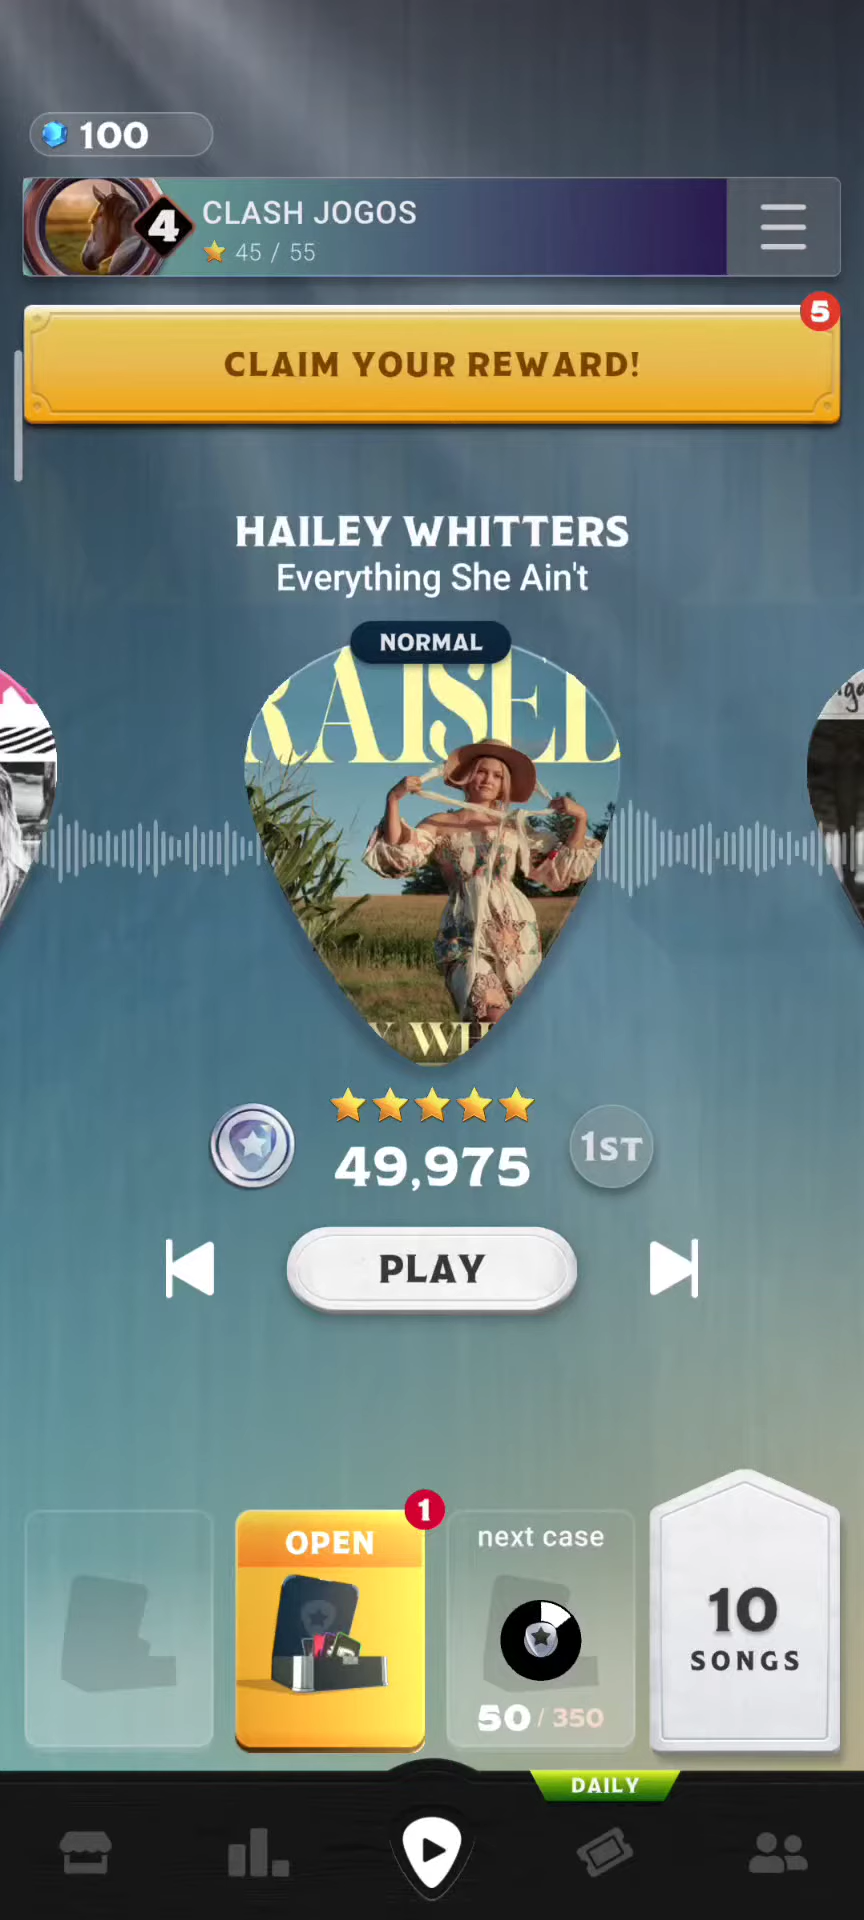 100
4
CLASH JOGOS
45 / 55
5
CLAIM YOUR REWARD!
HAILEY WHITTERS
Everything She Ain't
NORMAL
RAISED
WH
49,975
1ST
PLAY
1
OPEN
next case
50 / 350
10
SONGS
DAILY